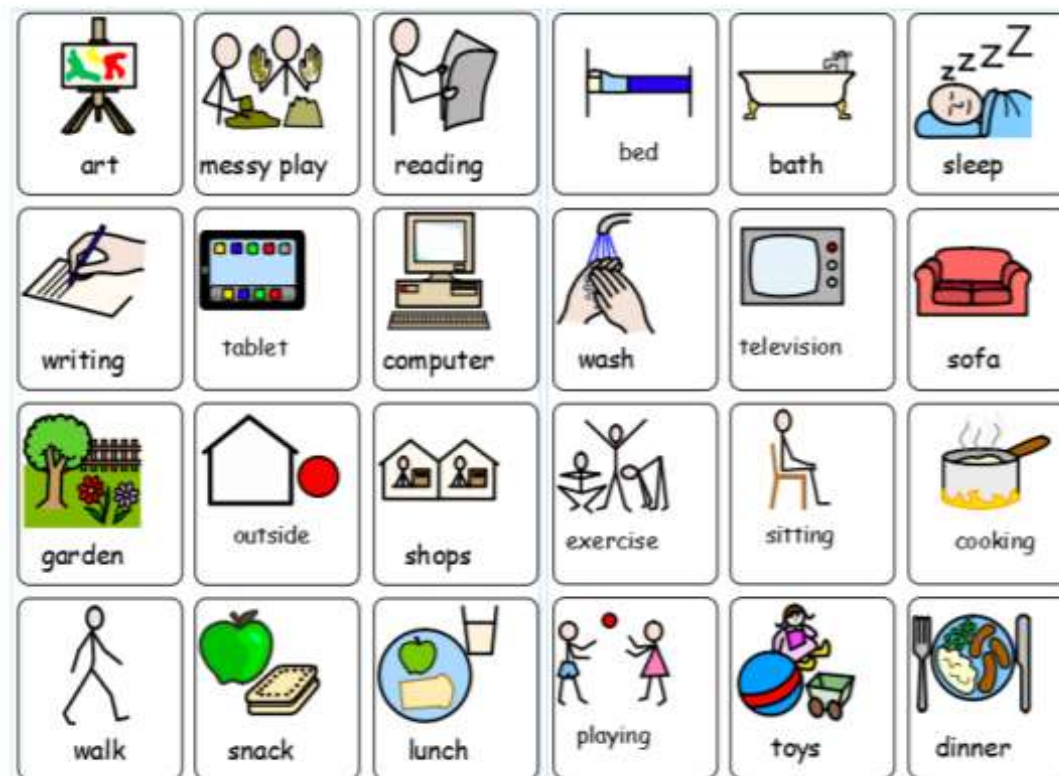 art
messy play
reading
bed
bath
zzzZ
sleep
writing
tablet
computer
wash
television
sofa
garden
outside
shops
exercise
sitting
cooking
walk
snack
lunch
playing
toys
dinner